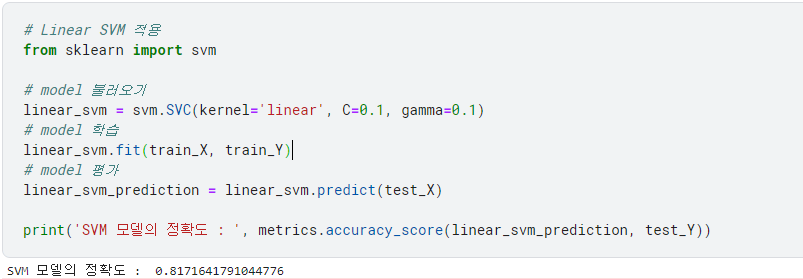 # Linear SVM 적용
from sklearn import svm
# model 불러오기
linear_svm = svm.SVC(kernel='linear', C=0.1, gamma=0.1)
# model 학습
linear_svm.fit(train_X, train_Y)
# model 평가
linear_svm_prediction = linear_svm.predict(test_X)
print('SVM 모델의 정확도 : ', metrics.accuracy_score(linear_svm_prediction, test_Y))
SVM 모델의 정확도 :  0.8171641791044776